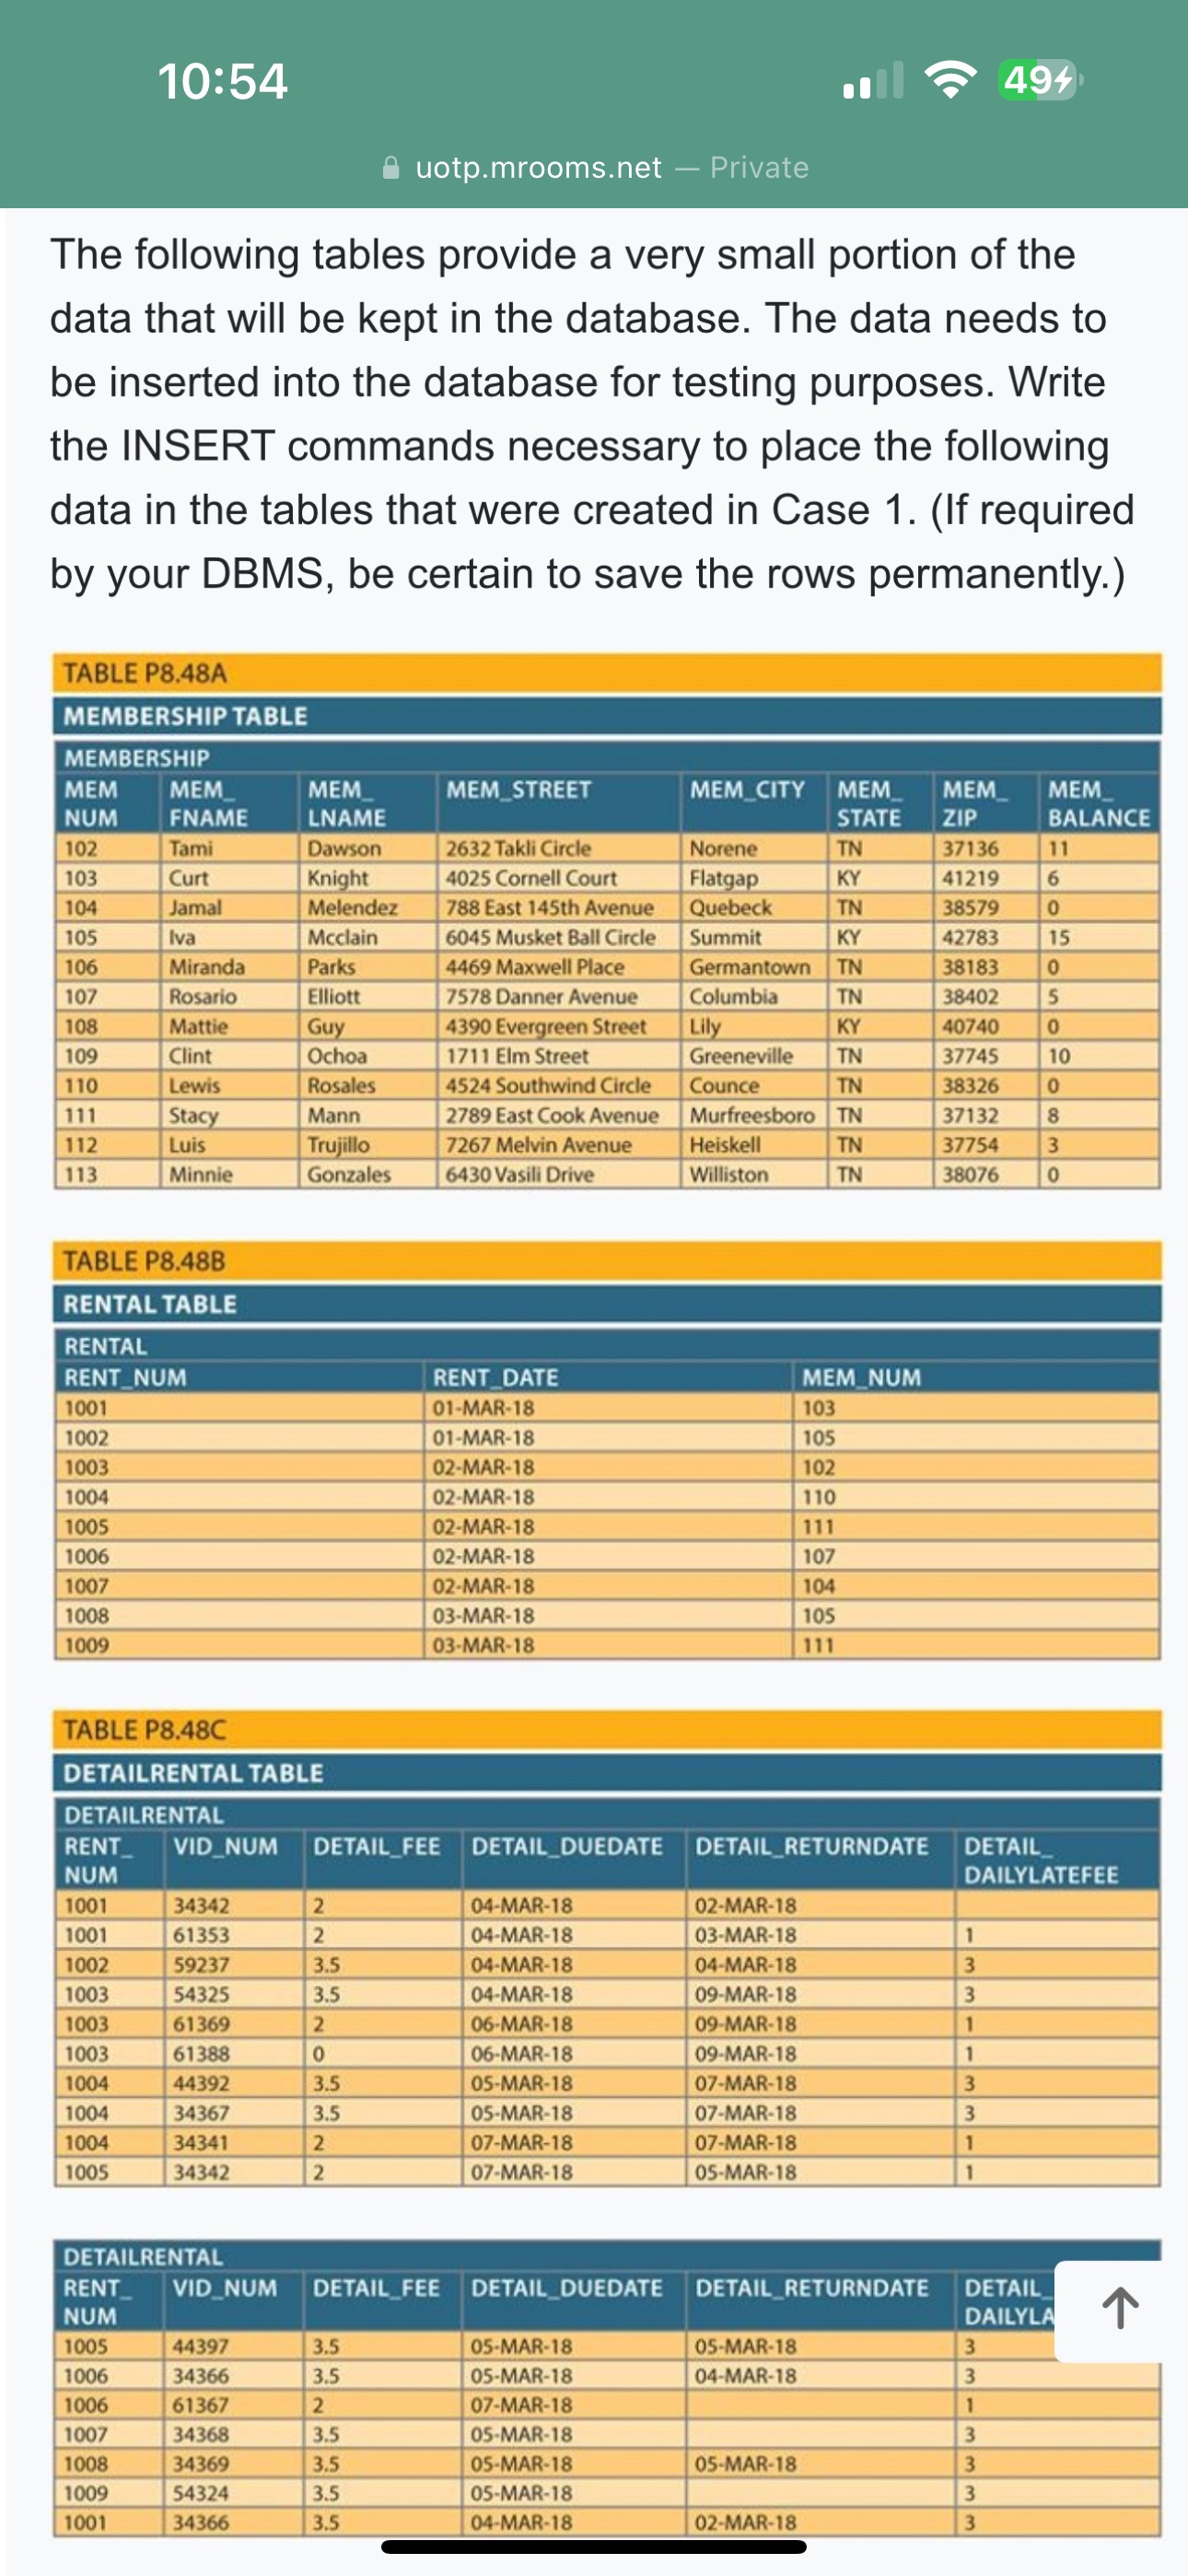 10:54
49
uotp.mrooms.net — Private
The following tables provide a very small portion of the
data that will be kept in the database. The data needs to
be inserted into the database for testing purposes. Write
the INSERT commands necessary to place the following
data in the tables that were created in Case 1. (If required
by your DBMS, be certain to save the rows permanently.)
TABLE P8.48A
MEMBERSHIP TABLE
MEMBERSHIP
MEM MEM_ MEM_ MEM_STREET MEM_CITY MEM_ MEM_ MEM_
NUM FNAME LNAME STATE ZIP BALANCE
102 Tami Dawson 2632 Takli Circle Norene TN 37136 11
103 Curt Knight 4025 Cornell Court Flatgap KY 41219 6
104 Jamal Melendez 788 East 145th Avenue Quebeck TN 38579 0
105 Iva Mcclain 6045 Musket Ball Circle Summit KY 42783 15
106 Miranda Parks 4469 Maxwell Place Germantown TN 38183 0
107 Rosario Elliott 7578 Danner Avenue Columbia TN 38402 5
108 Mattie Guy 4390 Evergreen Street Lily KY 40740 0
109 Clint Ochoa 1711 Elm Street Greeneville TN 37745 10
110 Lewis Rosales 4524 Southwind Circle Counce TN 38326 0
111 Stacy Mann 2789 East Cook Avenue Murfreesboro TN 37132 8
112 Luis Trujillo 7267 Melvin Avenue Heiskell TN 37754 3
113 Minnie Gonzales 6430 Vasili Drive Williston TN 38076 0
TABLE P8.48B
RENTAL TABLE
RENTAL
RENT_NUM RENT_DATE MEM_NUM
1001 01-MAR-18 103
1002 01-MAR-18 105
1003 02-MAR-18 102
1004 02-MAR-18 110
1005 02-MAR-18 111
1006 02-MAR-18 107
1007 02-MAR-18 104
1008 03-MAR-18 105
1009 03-MAR-18 111
TABLE P8.48C
DETAILRENTAL TABLE
DETAILRENTAL
RENT_ VID_NUM DETAIL_FEE DETAIL_DUEDATE DETAIL_RETURNDATE DETAIL_
NUM DAILYLATEFEE
1001 34342 2 04-MAR-18 02-MAR-18
1001 61353 2 04-MAR-18 03-MAR-18 1
1002 59237 3.5 04-MAR-18 04-MAR-18 3
1003 54325 3.5 04-MAR-18 09-MAR-18 3
1003 61369 2 06-MAR-18 09-MAR-18 1
1003 61388 0 06-MAR-18 09-MAR-18 1
1004 44392 3.5 05-MAR-18 07-MAR-18 3
1004 34367 3.5 05-MAR-18 07-MAR-18 3
1004 34341 2 07-MAR-18 07-MAR-18 1
1005 34342 2 07-MAR-18 05-MAR-18 1
DETAILRENTAL
RENT_ VID_NUM DETAIL_FEE DETAIL_DUEDATE DETAIL_RETURNDATE DETAIL_
NUM DAILYLA
1005 44397 3.5 05-MAR-18 05-MAR-18 3
1006 34366 3.5 05-MAR-18 04-MAR-18 3
1006 61367 2 07-MAR-18 1
1007 34368 3.5 05-MAR-18 3
1008 34369 3.5 05-MAR-18 05-MAR-18 3
1009 54324 3.5 05-MAR-18 3
1001 34366 3.5 04-MAR-18 02-MAR-18 3